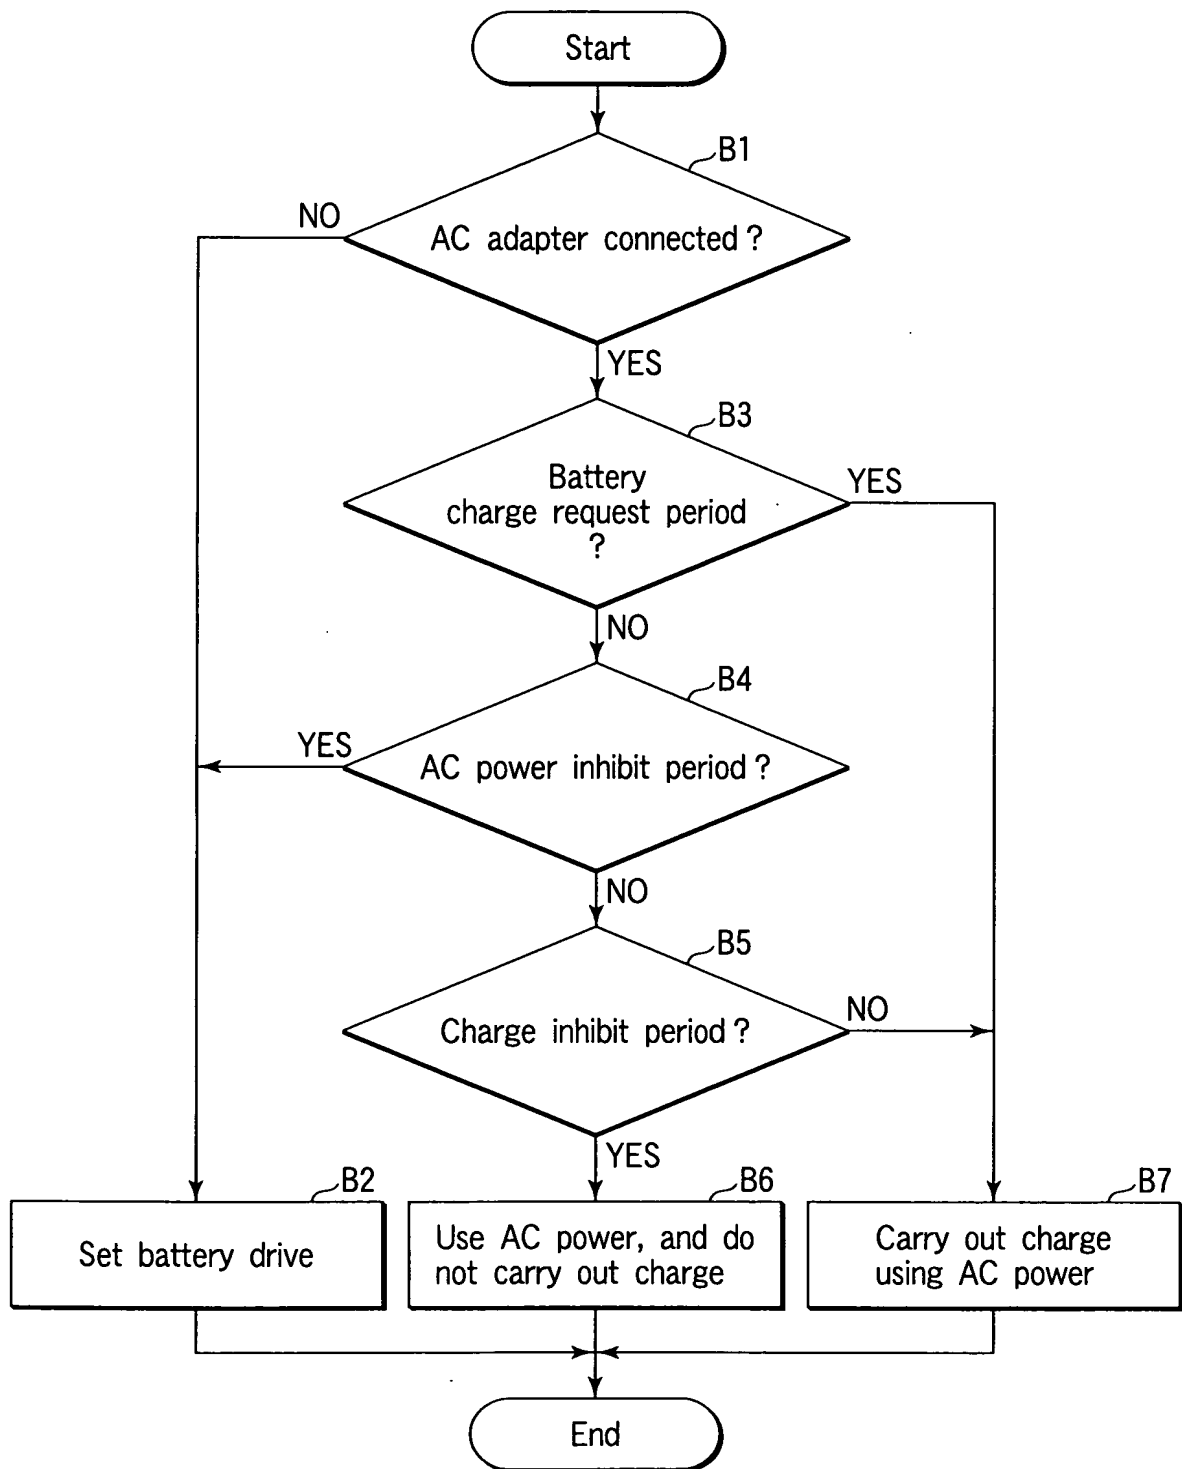 Start
B1
NO
AC adapter connected ?
YES
B3
Battery
charge request period
?
YES
NO
B4
YES
AC power inhibit period ?
NO
B5
Charge inhibit period ?
NO
YES
B2
Set battery drive
B6
Use AC power, and do
not carry out charge
B7
Carry out charge
using AC power
End